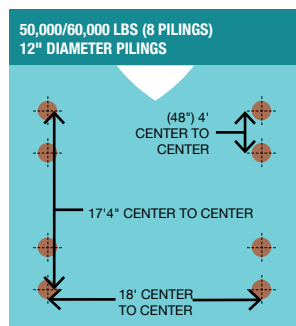 50,000/60,000 LBS (8 PILINGS)
12" DIAMETER PILINGS
(48") 4'
CENTER TO
CENTER
17'4" CENTER TO CENTER
18' CENTER
TO CENTER